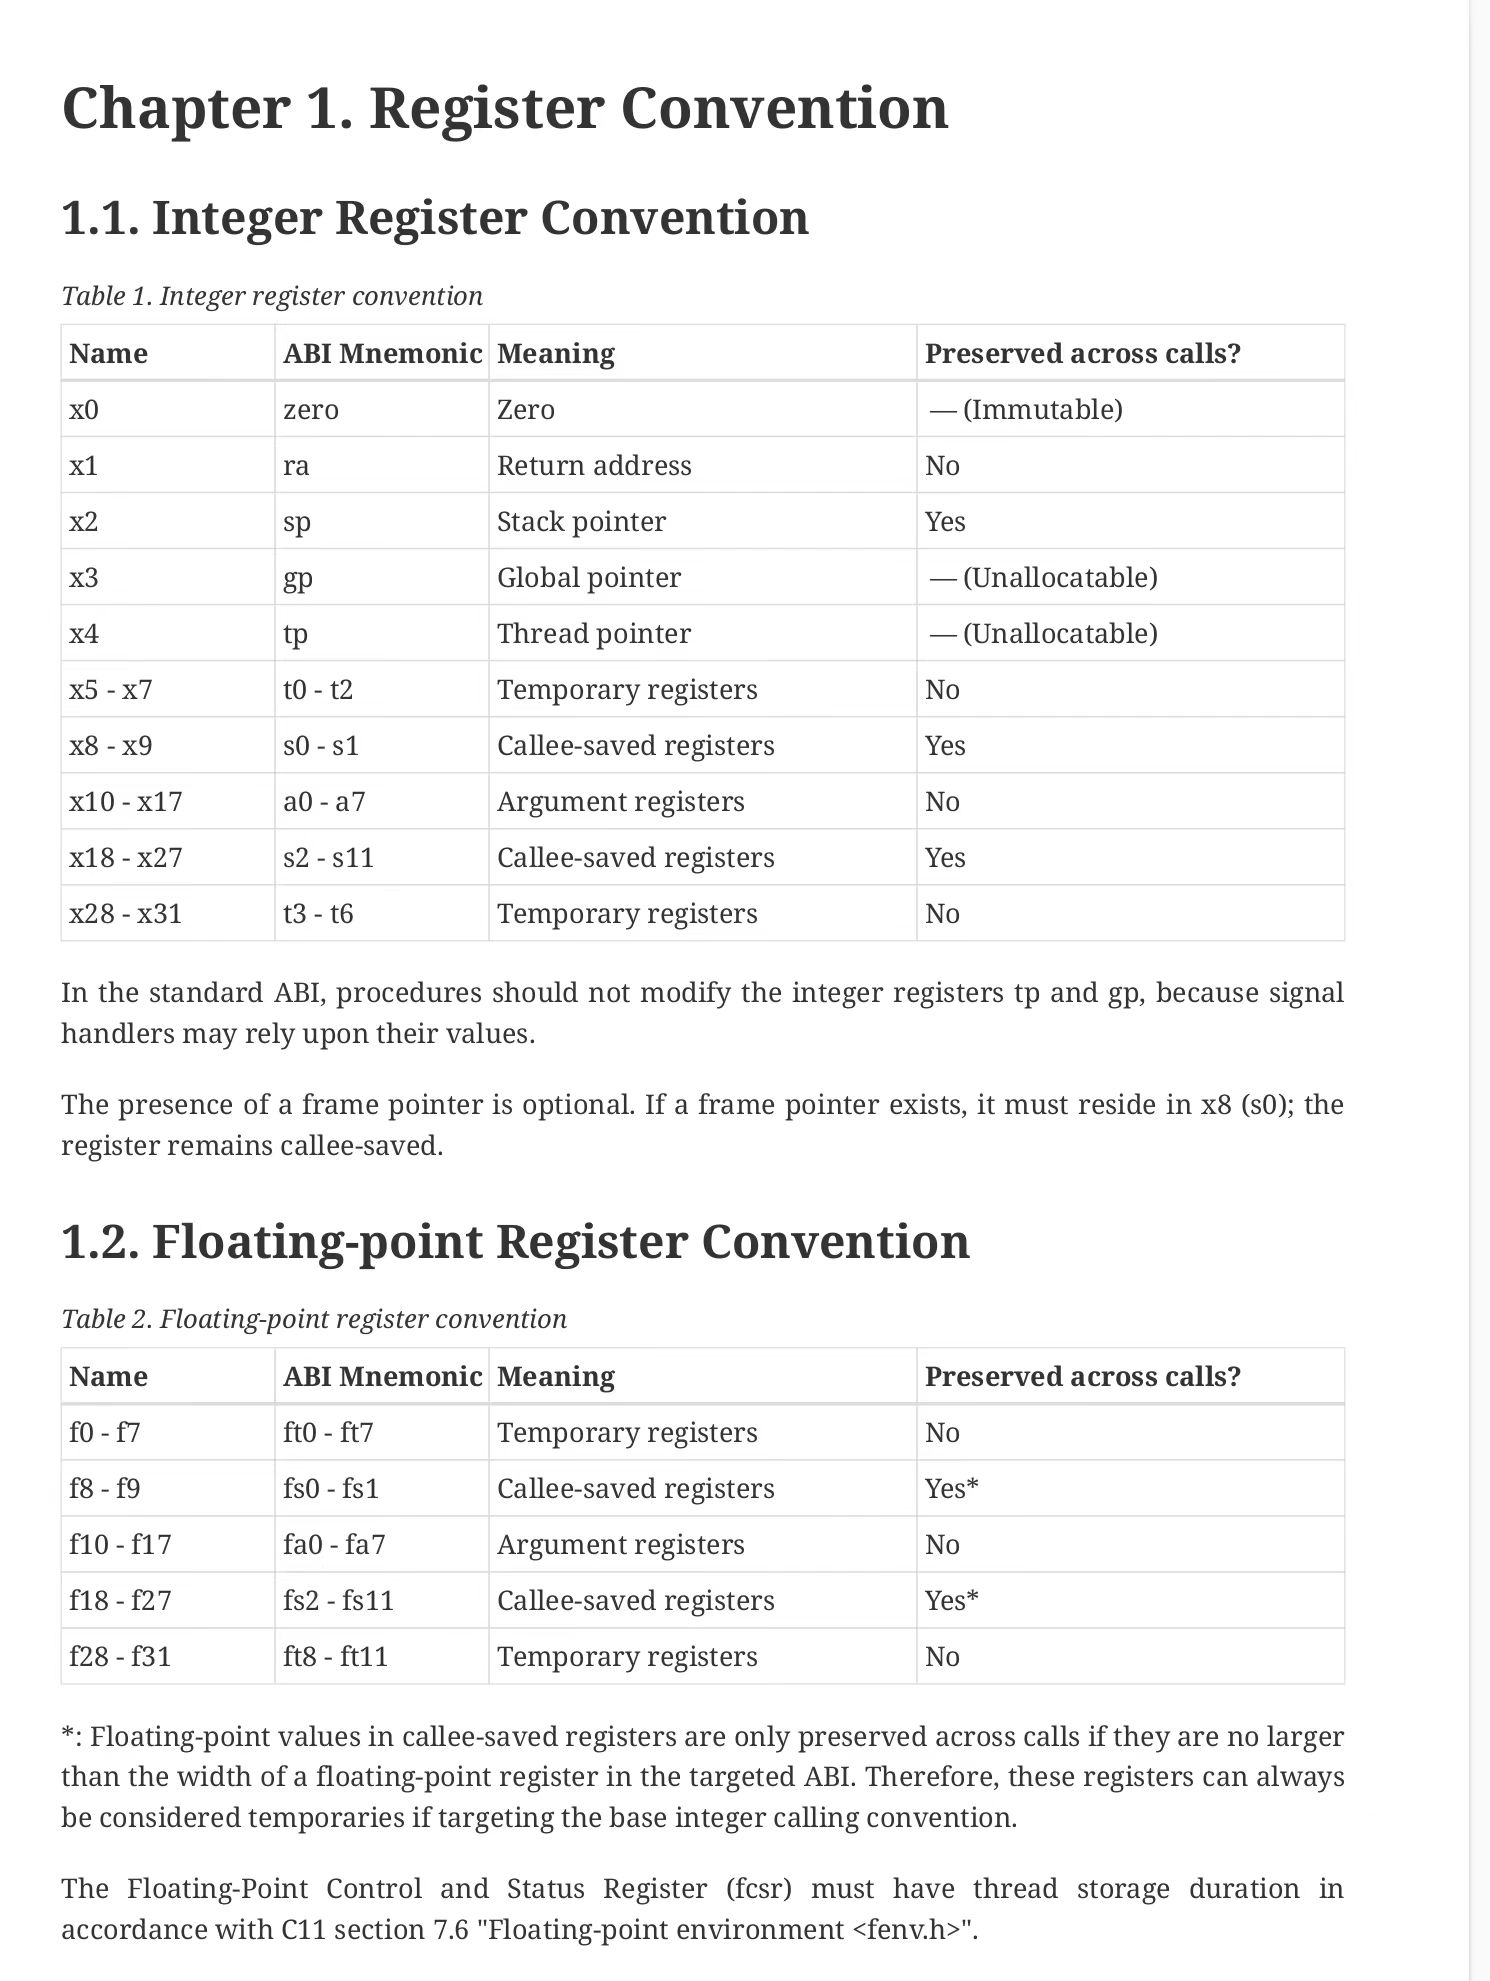 Chapter 1. Register Convention
1.1. Integer Register Convention
Table 1. Integer register convention
Name ABI Mnemonic Meaning Preserved across calls?
x0 zero Zero — (Immutable)
x1 ra Return address No
x2 sp Stack pointer Yes
x3 gp Global pointer — (Unallocatable)
x4 tp Thread pointer — (Unallocatable)
x5 - x7 t0 - t2 Temporary registers No
x8 - x9 s0 - s1 Callee-saved registers Yes
x10 - x17 a0 - a7 Argument registers No
x18 - x27 s2 - s11 Callee-saved registers Yes
x28 - x31 t3 - t6 Temporary registers No
In the standard ABI, procedures should not modify the integer registers tp and gp, because signal
handlers may rely upon their values.
The presence of a frame pointer is optional. If a frame pointer exists, it must reside in x8 (s0); the
register remains callee-saved.
1.2. Floating-point Register Convention
Table 2. Floating-point register convention
Name ABI Mnemonic Meaning Preserved across calls?
f0 - f7 ft0 - ft7 Temporary registers No
f8 - f9 fs0 - fs1 Callee-saved registers Yes*
f10 - f17 fa0 - fa7 Argument registers No
f18 - f27 fs2 - fs11 Callee-saved registers Yes*
f28 - f31 ft8 - ft11 Temporary registers No
*: Floating-point values in callee-saved registers are only preserved across calls if they are no larger
than the width of a floating-point register in the targeted ABI. Therefore, these registers can always
be considered temporaries if targeting the base integer calling convention.
The Floating-Point Control and Status Register (fcsr) must have thread storage duration in
accordance with C11 section 7.6 "Floating-point environment <fenv.h>".